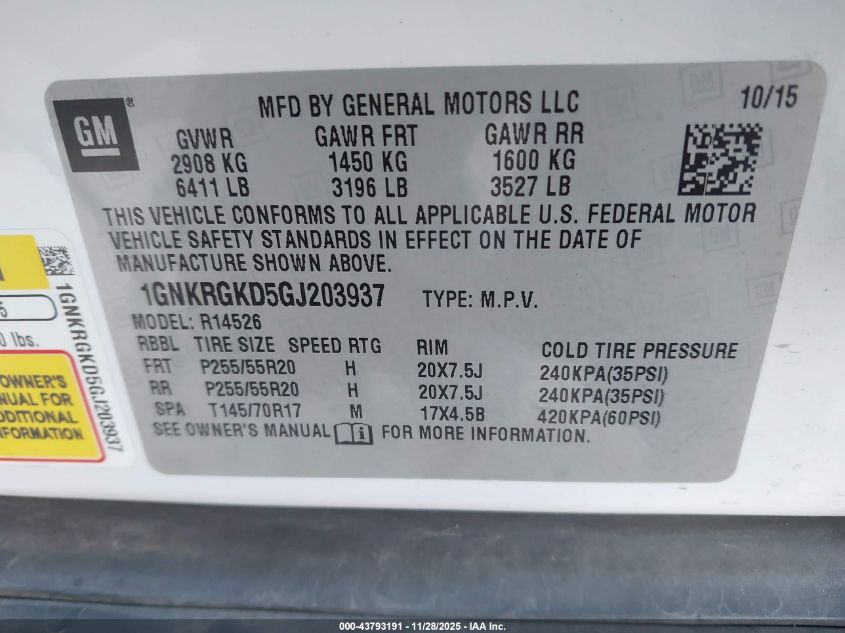 GM
MFD BY GENERAL MOTORS LLC 10/15
GVWR GAWR FRT GAWR RR
2908 KG 1450 KG 1600 KG
6411 LB 3196 LB 3527 LB
THIS VEHICLE CONFORMS TO ALL APPLICABLE U.S. FEDERAL MOTOR
VEHICLE SAFETY STANDARDS IN EFFECT ON THE DATE OF
MANUFACTURE SHOWN ABOVE.
1GNKRGKD5GJ203937 TYPE: M.P.V.
MODEL: R14526
RBBL TIRE SIZE SPEED RTG RIM COLD TIRE PRESSURE
FRT P255/55R20 H 20X7.5J 240KPA(35PSI)
RR P255/55R20 H 20X7.5J 240KPA(35PSI)
SPA T145/70R17 M 17X4.5B 420KPA(60PSI)
SEE OWNER'S MANUAL FOR MORE INFORMATION.
1GNKRGKD5GJ203937
5
0 lbs.
OWNER'S
NUAL FOR
DDITIONAL
FORMATION
000-43793191 - 11/28/2025 - IAA Inc.